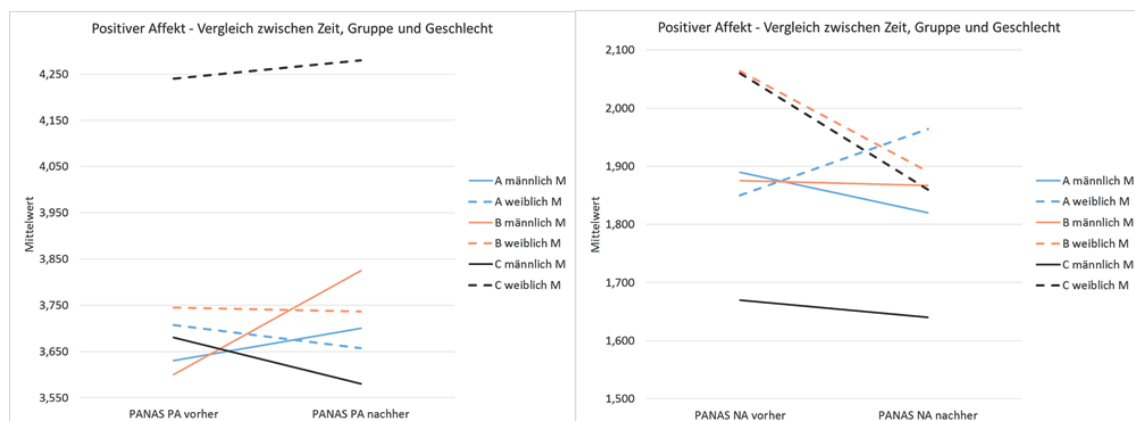 Positiver Affekt - Vergleich zwischen Zeit, Gruppe und Geschlecht
4,250
4,150
4,050
3,950
3,850
3,750
3,650
3,550
Mittelwert
PANAS PA vorher
PANAS PA nachher
A männlich M
A weiblich M
B männlich M
B weiblich M
C männlich M
C weiblich M
Positiver Affekt - Vergleich zwischen Zeit, Gruppe und Geschlecht
2,100
2,000
1,900
1,800
1,700
1,600
1,500
Mittelwert
PANAS NA vorher
PANAS NA nachher
A männlich M
A weiblich M
B männlich M
B weiblich M
C männlich M
C weiblich M